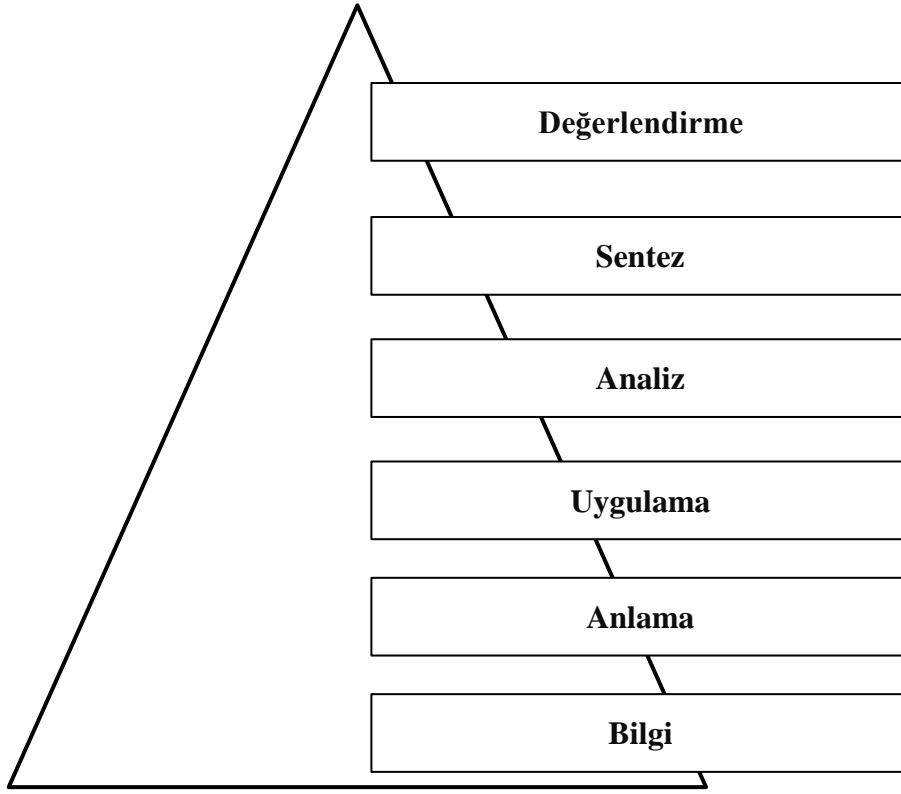 Değerlendirme
Sentez
Analiz
Uygulama
Anlama
Bilgi